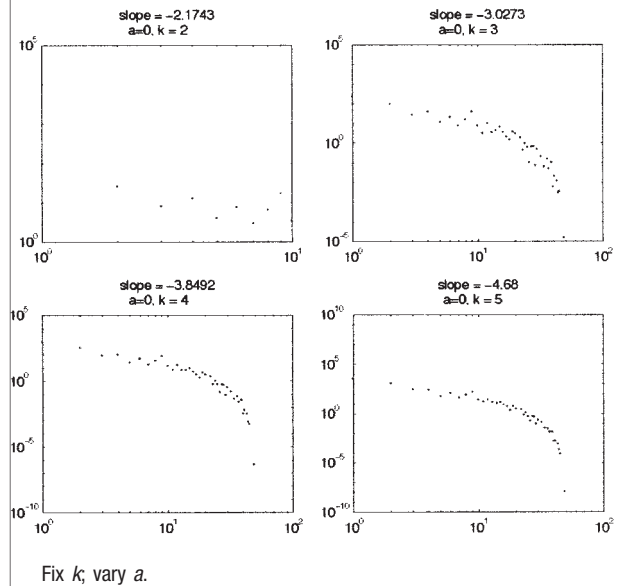 slope = −2.1743
a=0, k = 2
10^5
10^0
10^0
10^1
slope = −3.0273
a=0, k = 3
10^5
10^0
10^−5
10^0
10^1
10^2
slope = −3.8492
a=0, k = 4
10^5
10^0
10^−5
10^−10
10^0
10^1
10^2
slope = −4.68
a=0, k = 5
10^10
10^5
10^0
10^−5
10^−10
10^0
10^1
10^2
Fix k; vary a.